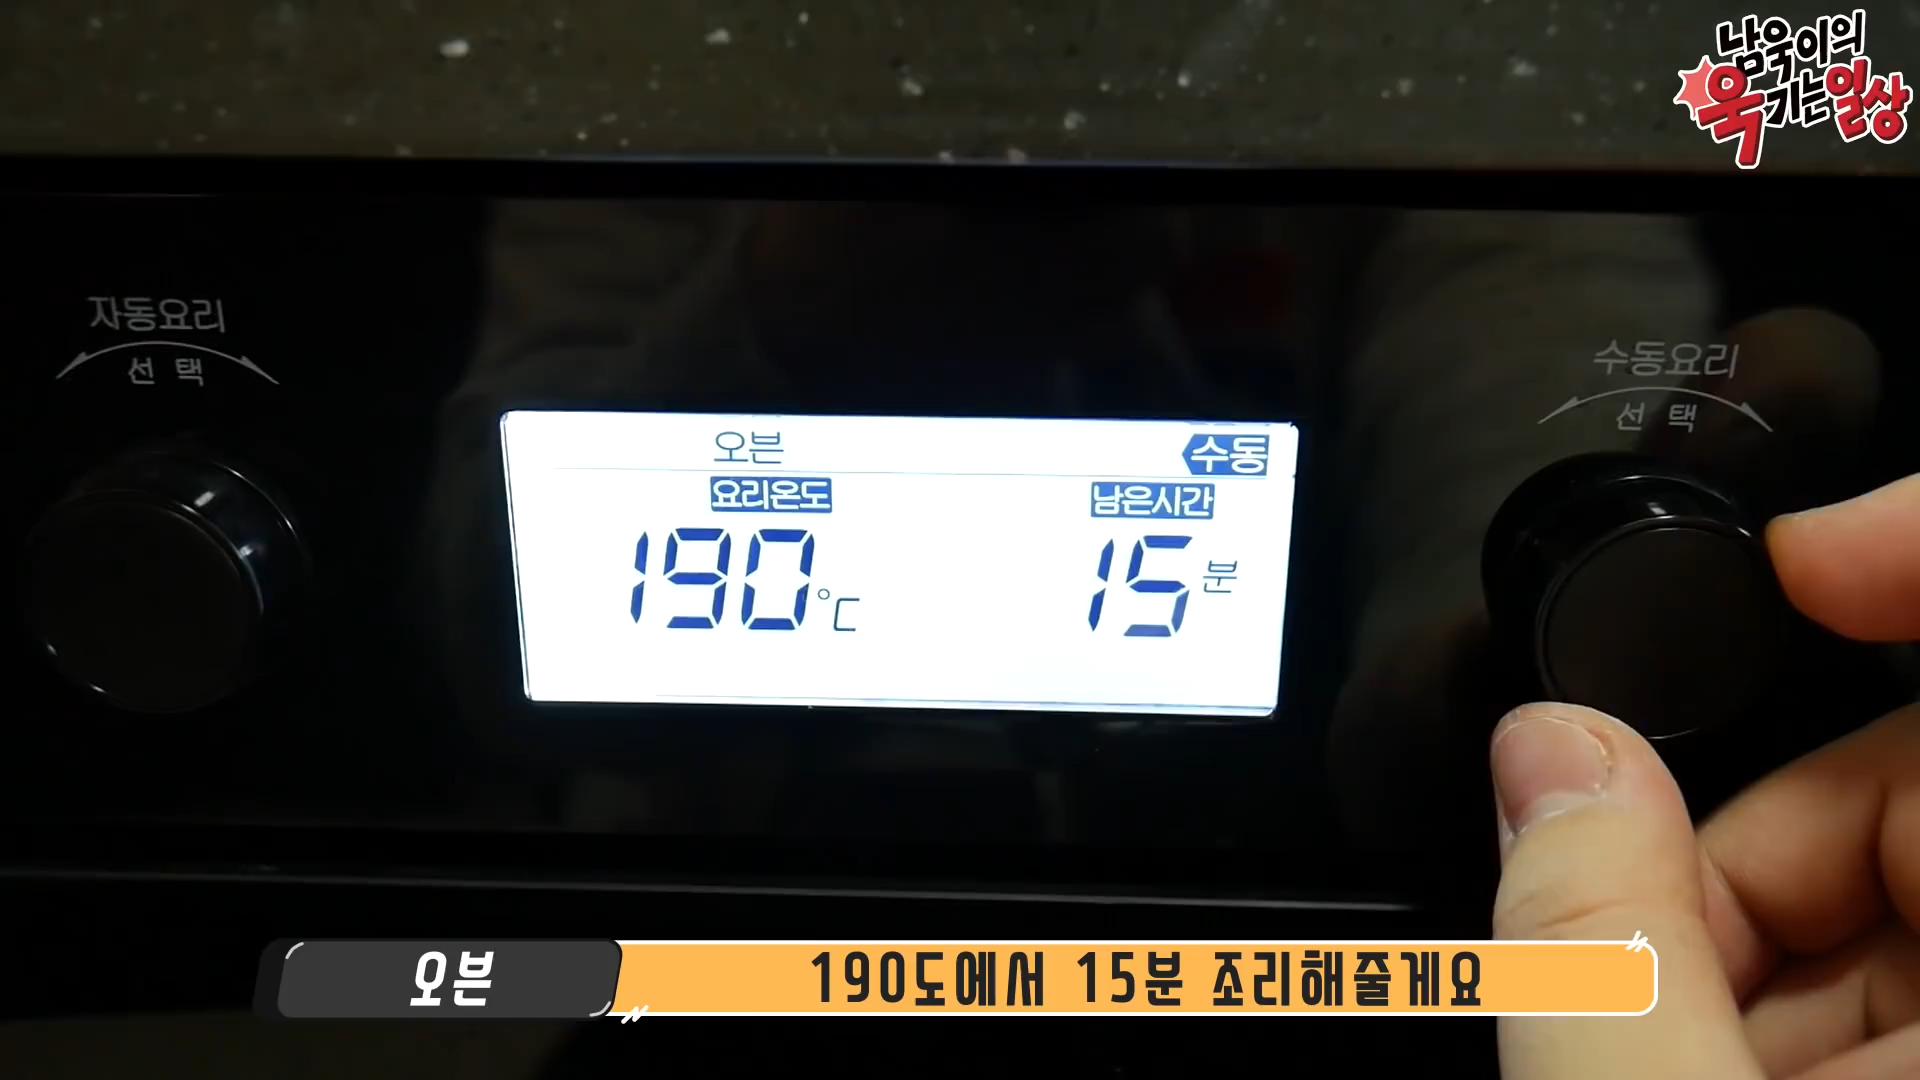 남욱이의
욱기는일상
자동요리
선택
수동요리
선택
오븐
수동
요리온도
남은시간
190℃
15분
오븐
190도에서 15분 조리해줄게요